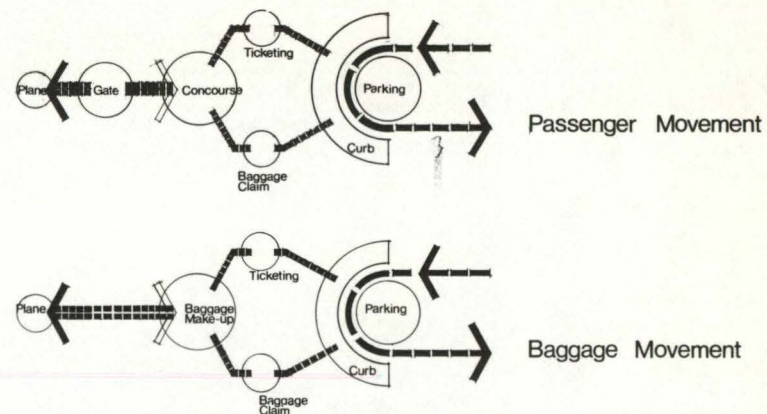 Ticketing
Plane
Gate
Concourse
Parking
Passenger Movement
Curb
Baggage
Claim
Ticketing
Plane
Baggage
Make-up
Parking
Baggage Movement
Curb
Baggage
Claim